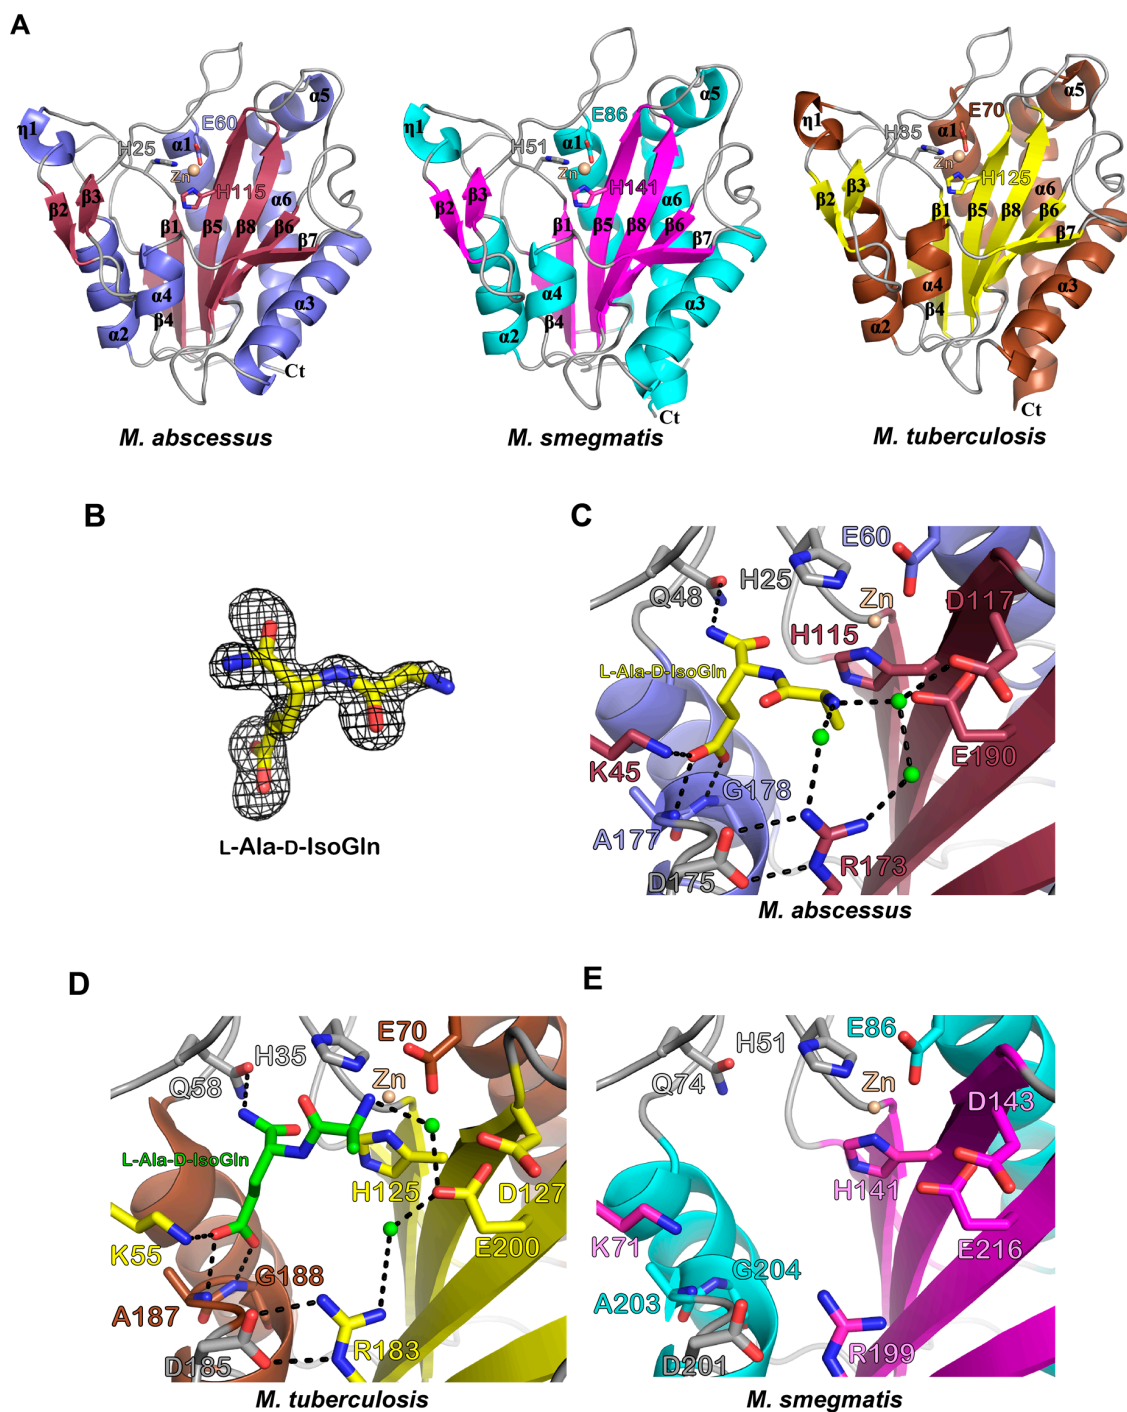 A
η1
β2
β3
H25
α1
E60
Zn
H115
α5
β1
β5
β8
α6
β6
β7
α4
α2
β4
α3
Ct
M. abscessus
η1
β2
β3
H51
α1
E86
Zn
H141
α5
β1
β5
β8
α6
β6
β7
α4
α2
β4
α3
Ct
M. smegmatis
η1
β2
β3
H35
α1
E70
Zn
H125
α5
β1
β5
β8
α6
β6
β7
α4
α2
β4
α3
Ct
M. tuberculosis
B
L-Ala-D-IsoGln
C
E60
H25
Q48
Zn
D117
H115
L-Ala-D-IsoGln
E190
K45
G178
A177
R173
D175
M. abscessus
D
E70
H35
Q58
Zn
L-Ala-D-IsoGln
H125
D127
E200
K55
G188
A187
R183
D185
M. tuberculosis
E
E86
H51
Q74
Zn
D143
H141
K71
E216
G204
A203
R199
D201
M. smegmatis